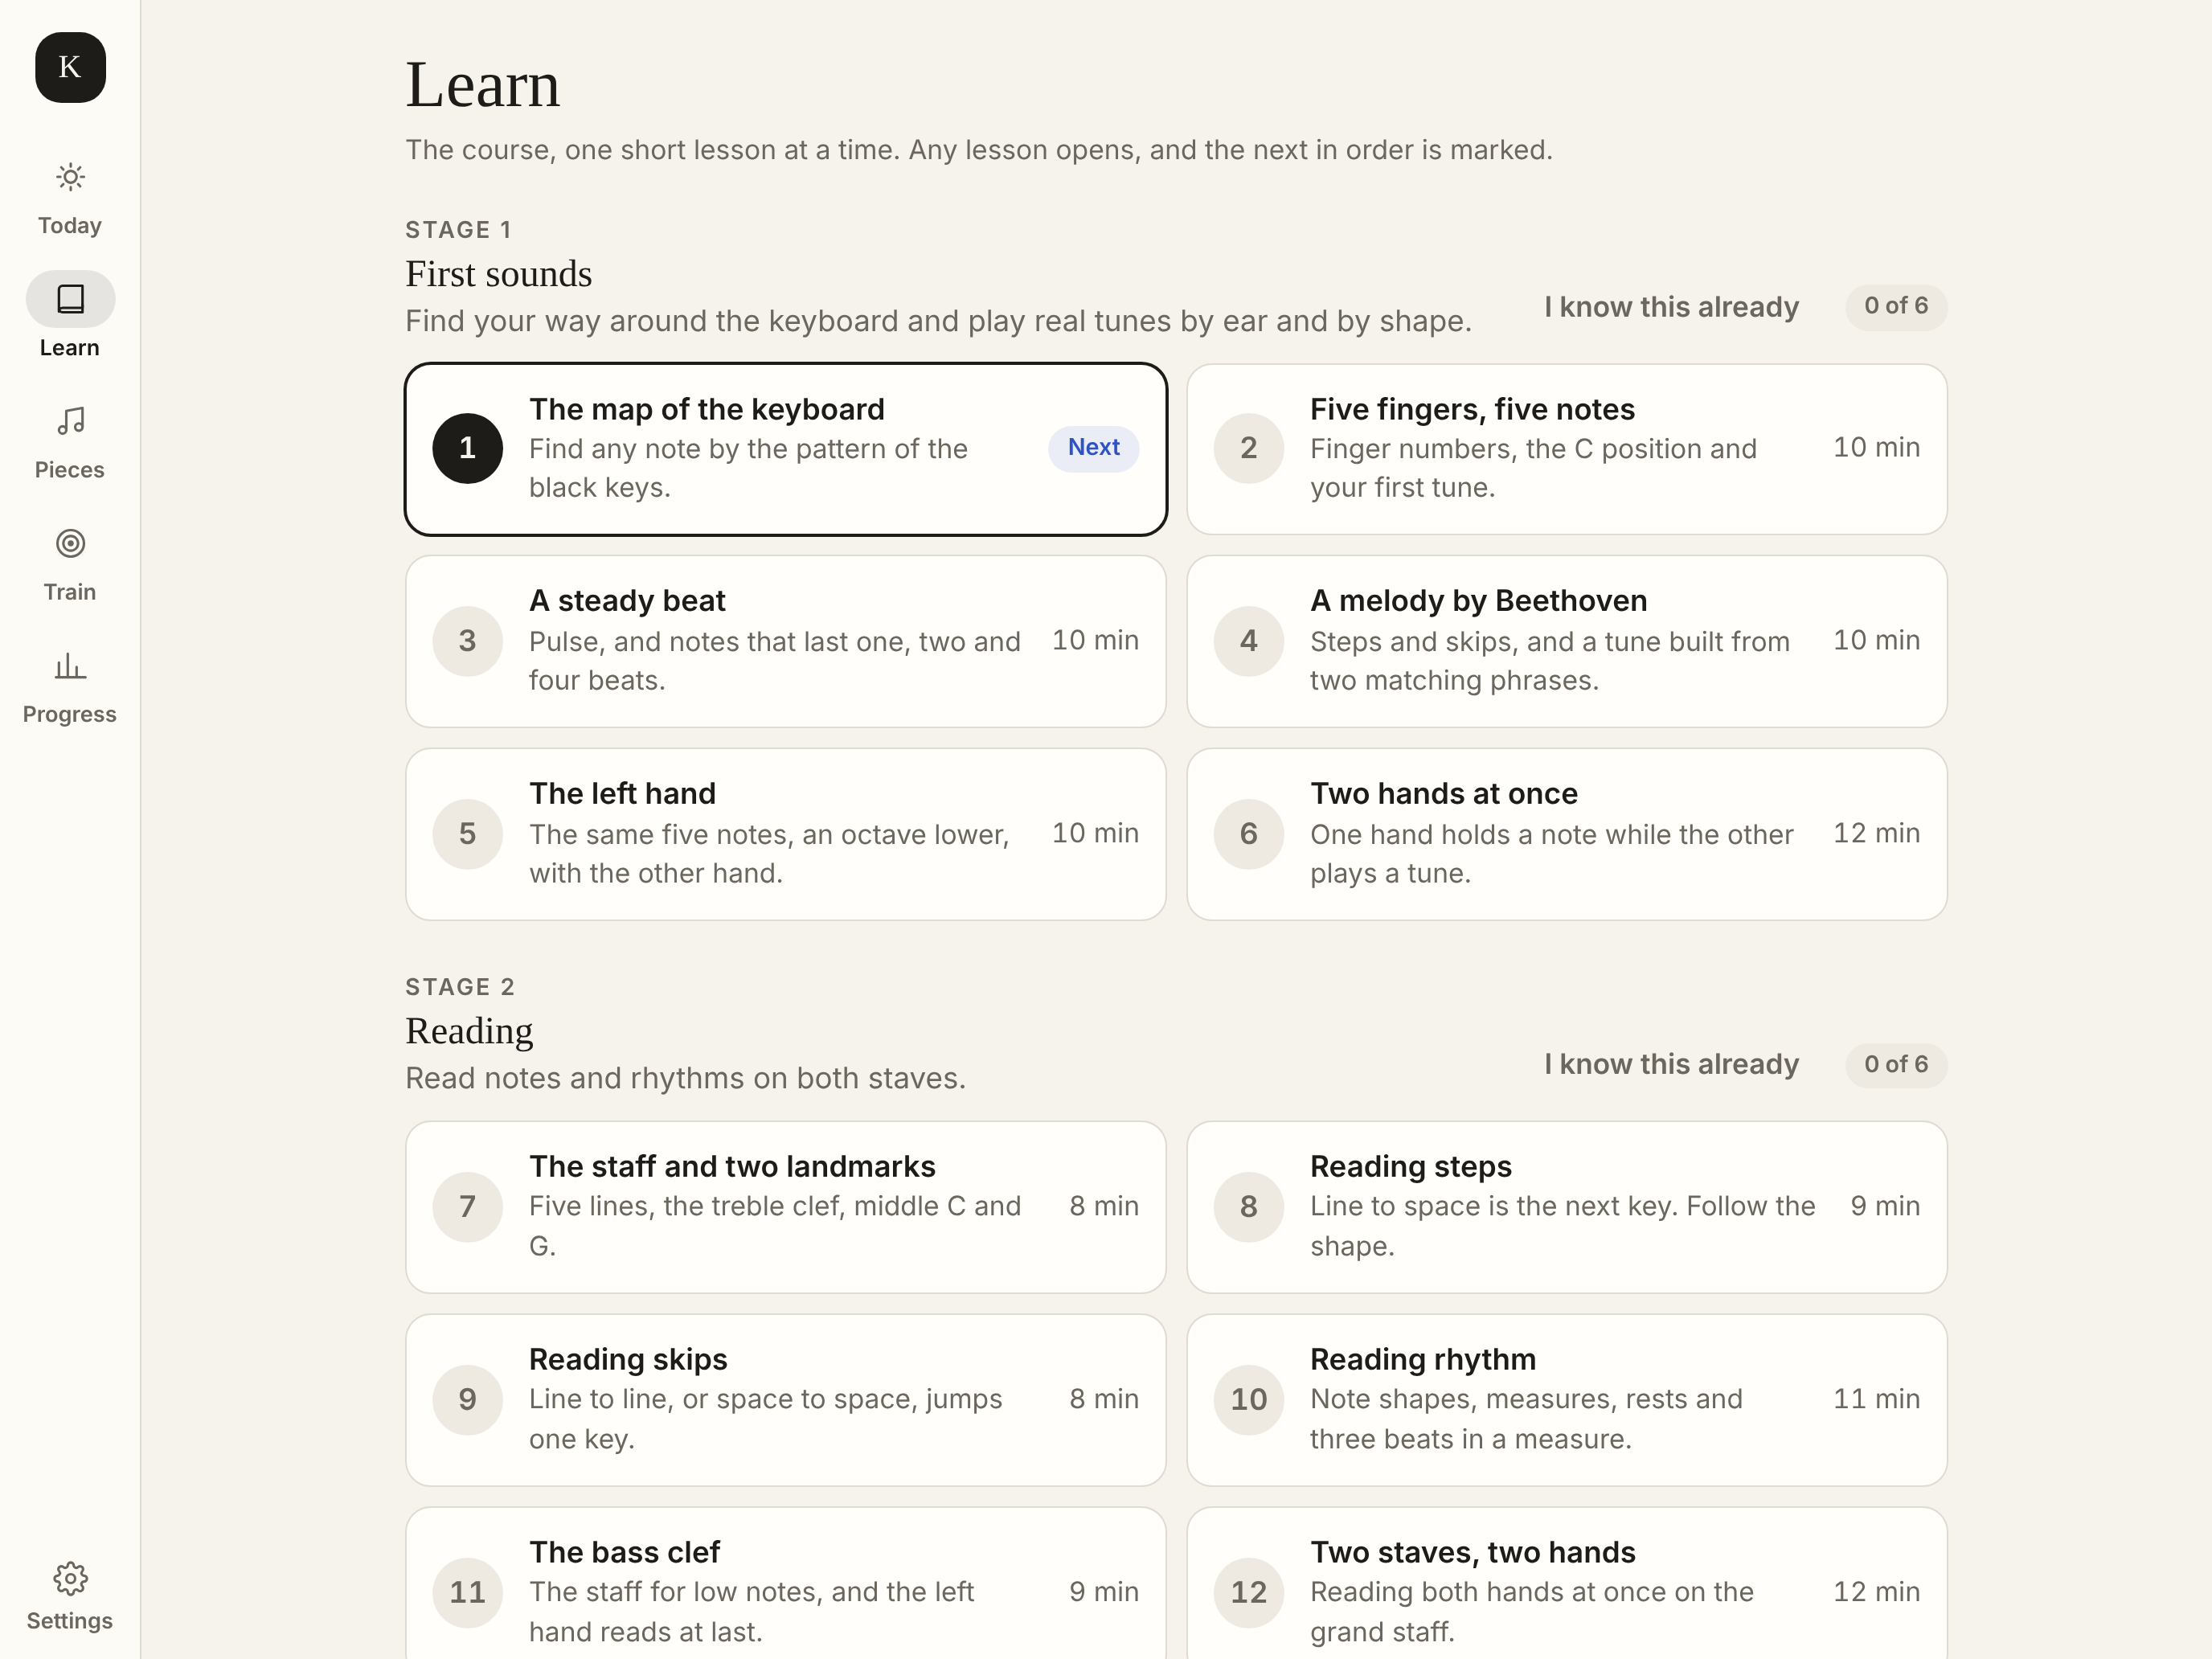 K
Today
Learn
Pieces
Train
Progress
Settings
Learn
The course, one short lesson at a time. Any lesson opens, and the next in order is marked.
STAGE 1
First sounds
Find your way around the keyboard and play real tunes by ear and by shape.
I know this already
0 of 6
1
The map of the keyboard
Find any note by the pattern of the
black keys.
Next
2
Five fingers, five notes
Finger numbers, the C position and
your first tune.
10 min
3
A steady beat
Pulse, and notes that last one, two and
four beats.
10 min
4
A melody by Beethoven
Steps and skips, and a tune built from
two matching phrases.
10 min
5
The left hand
The same five notes, an octave lower,
with the other hand.
10 min
6
Two hands at once
One hand holds a note while the other
plays a tune.
12 min
STAGE 2
Reading
Read notes and rhythms on both staves.
I know this already
0 of 6
7
The staff and two landmarks
Five lines, the treble clef, middle C and
G.
8 min
8
Reading steps
Line to space is the next key. Follow the
shape.
9 min
9
Reading skips
Line to line, or space to space, jumps
one key.
8 min
10
Reading rhythm
Note shapes, measures, rests and
three beats in a measure.
11 min
11
The bass clef
The staff for low notes, and the left
hand reads at last.
9 min
12
Two staves, two hands
Reading both hands at once on the
grand staff.
12 min